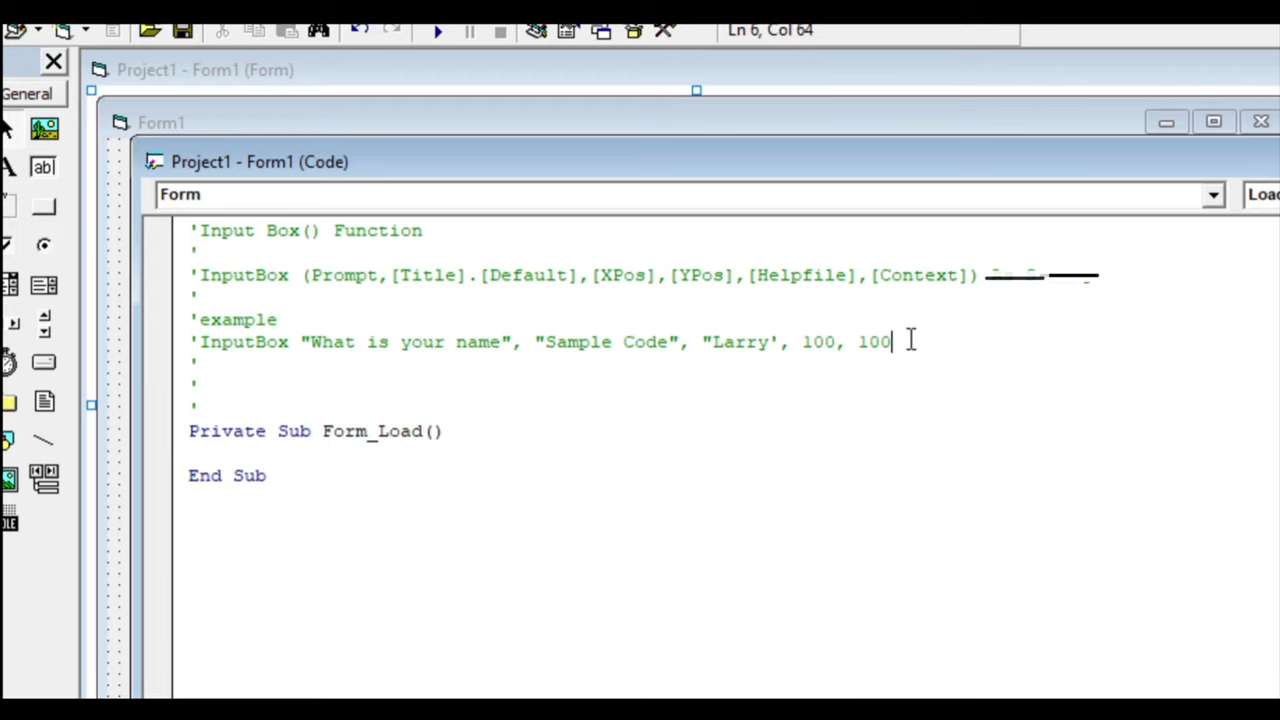 Ln 6, Col 64
General
Project1 - Form1 (Form)
Form1
Project1 - Form1 (Code)
Form
'Input Box() Function
'
'InputBox (Prompt,[Title].[Default],[XPos],[YPos],[Helpfile],[Context])
'
'example
'InputBox "What is your name", "Sample Code", "Larry', 100, 100
'
'
'
Private Sub Form_Load()
End Sub